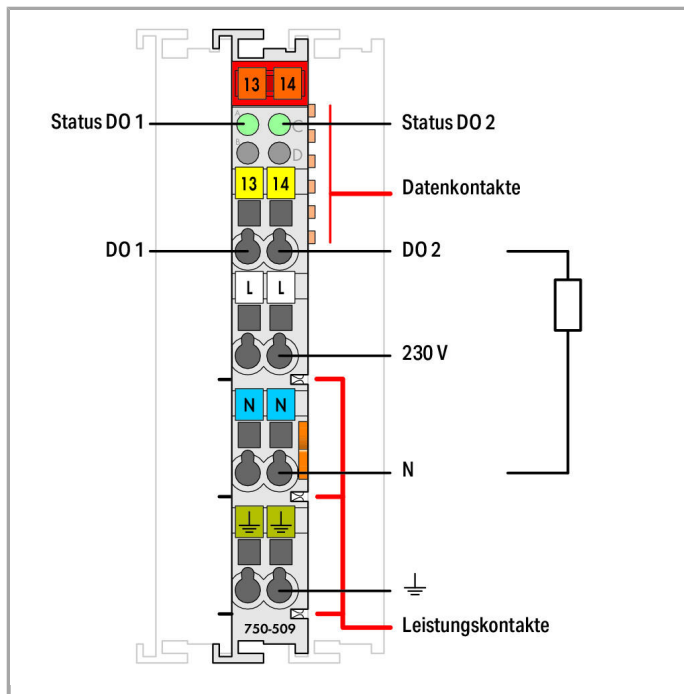 13 14
Status DO 1
A
C
Status DO 2
B
D
13 14
Datenkontakte
DO 1
DO 2
L L
230 V
N N
N
Leistungskontakte
750-509